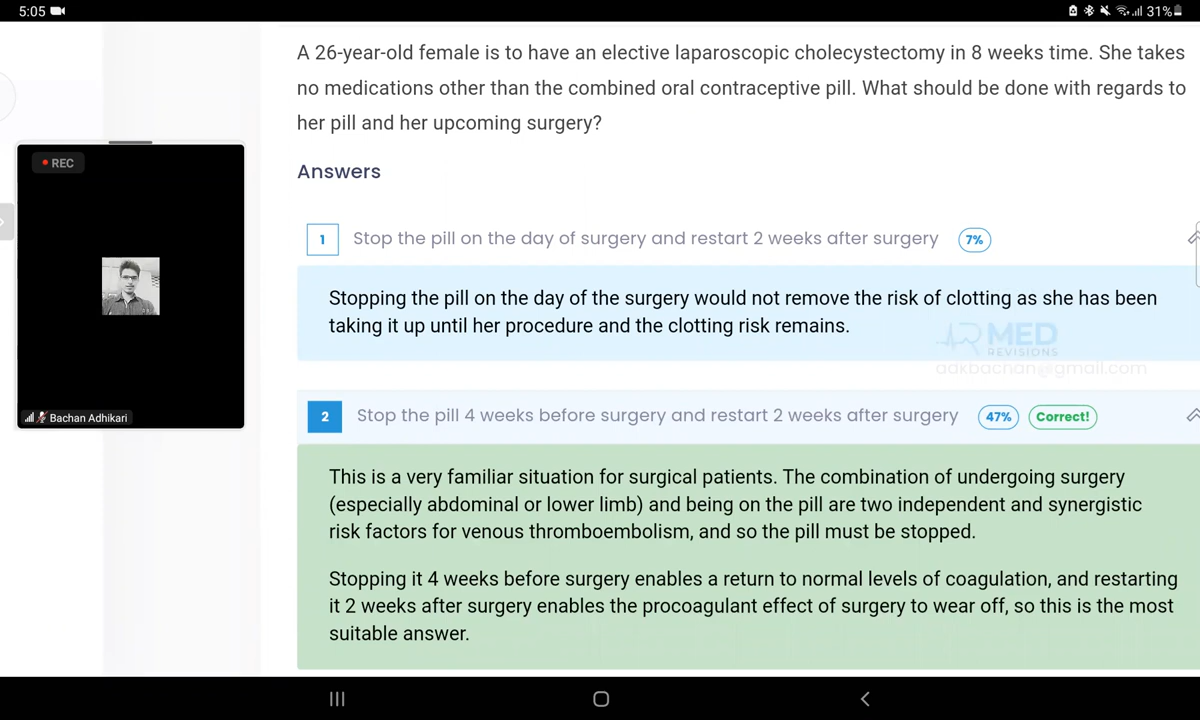 5:05
31%
A 26-year-old female is to have an elective laparoscopic cholecystectomy in 8 weeks time. She takes
no medications other than the combined oral contraceptive pill. What should be done with regards to
her pill and her upcoming surgery?
REC
Answers
1 Stop the pill on the day of surgery and restart 2 weeks after surgery 7%
Stopping the pill on the day of the surgery would not remove the risk of clotting as she has been
taking it up until her procedure and the clotting risk remains.
MED
REVISIONS
aakbachan@gmail.com
Bachan Adhikari
2 Stop the pill 4 weeks before surgery and restart 2 weeks after surgery 47% Correct!
This is a very familiar situation for surgical patients. The combination of undergoing surgery
(especially abdominal or lower limb) and being on the pill are two independent and synergistic
risk factors for venous thromboembolism, and so the pill must be stopped.
Stopping it 4 weeks before surgery enables a return to normal levels of coagulation, and restarting
it 2 weeks after surgery enables the procoagulant effect of surgery to wear off, so this is the most
suitable answer.